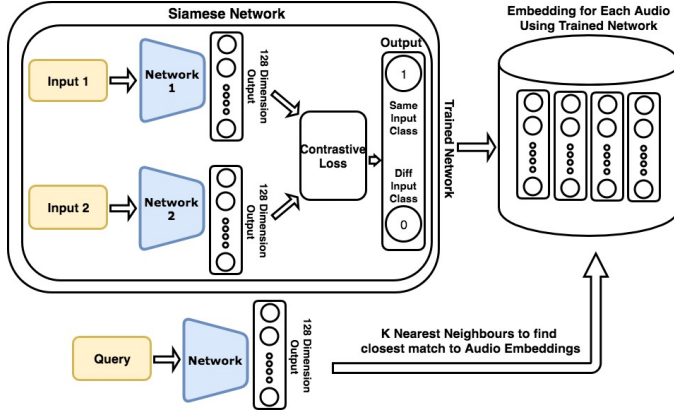 Siamese Network
Input 1
Network
1
128 Dimension
Output
Input 2
Network
2
128 Dimension
Output
Contrastive
Loss
Output
1
Same
Input
Class
Diff
Input
Class
0
Trained Network
Embedding for Each Audio
Using Trained Network
Query
Network
128 Dimension
Output
K Nearest Neighbours to find
closest match to Audio Embeddings